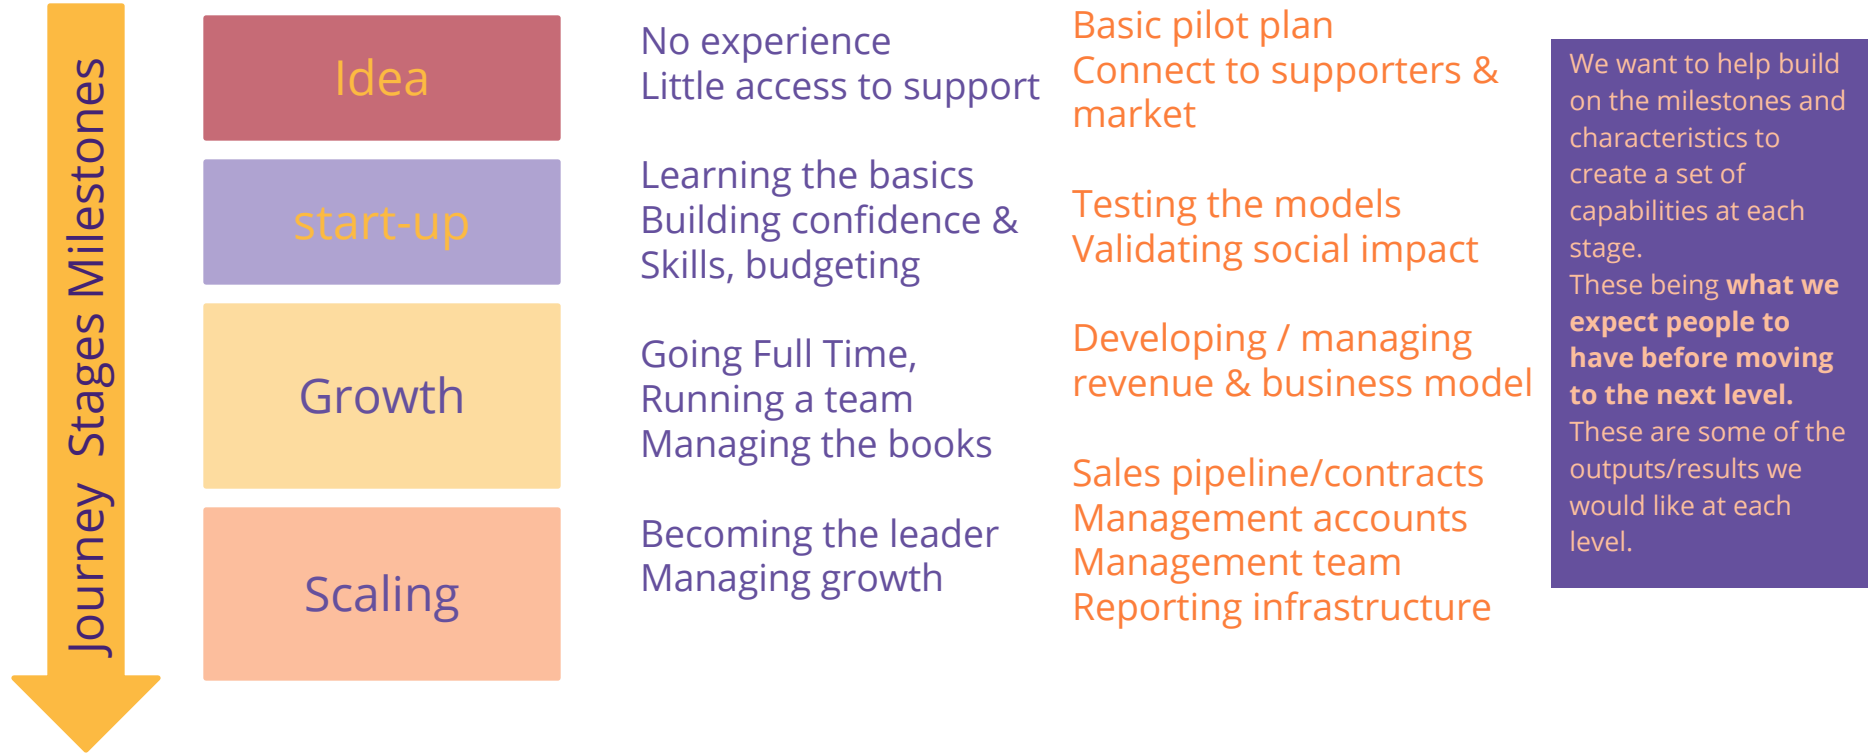 Journey Stages Milestones
Idea
No experience
Little access to support
Basic pilot plan
Connect to supporters &
market
start-up
Learning the basics
Building confidence &
Skills, budgeting
Testing the models
Validating social impact
Growth
Going Full Time,
Running a team
Managing the books
Developing / managing
revenue & business model
Scaling
Becoming the leader
Managing growth
Sales pipeline/contracts
Management accounts
Management team
Reporting infrastructure
We want to help build
on the milestones and
characteristics to
create a set of
capabilities at each
stage.
These being what we
expect people to
have before moving
to the next level.
These are some of the
outputs/results we
would like at each
level.